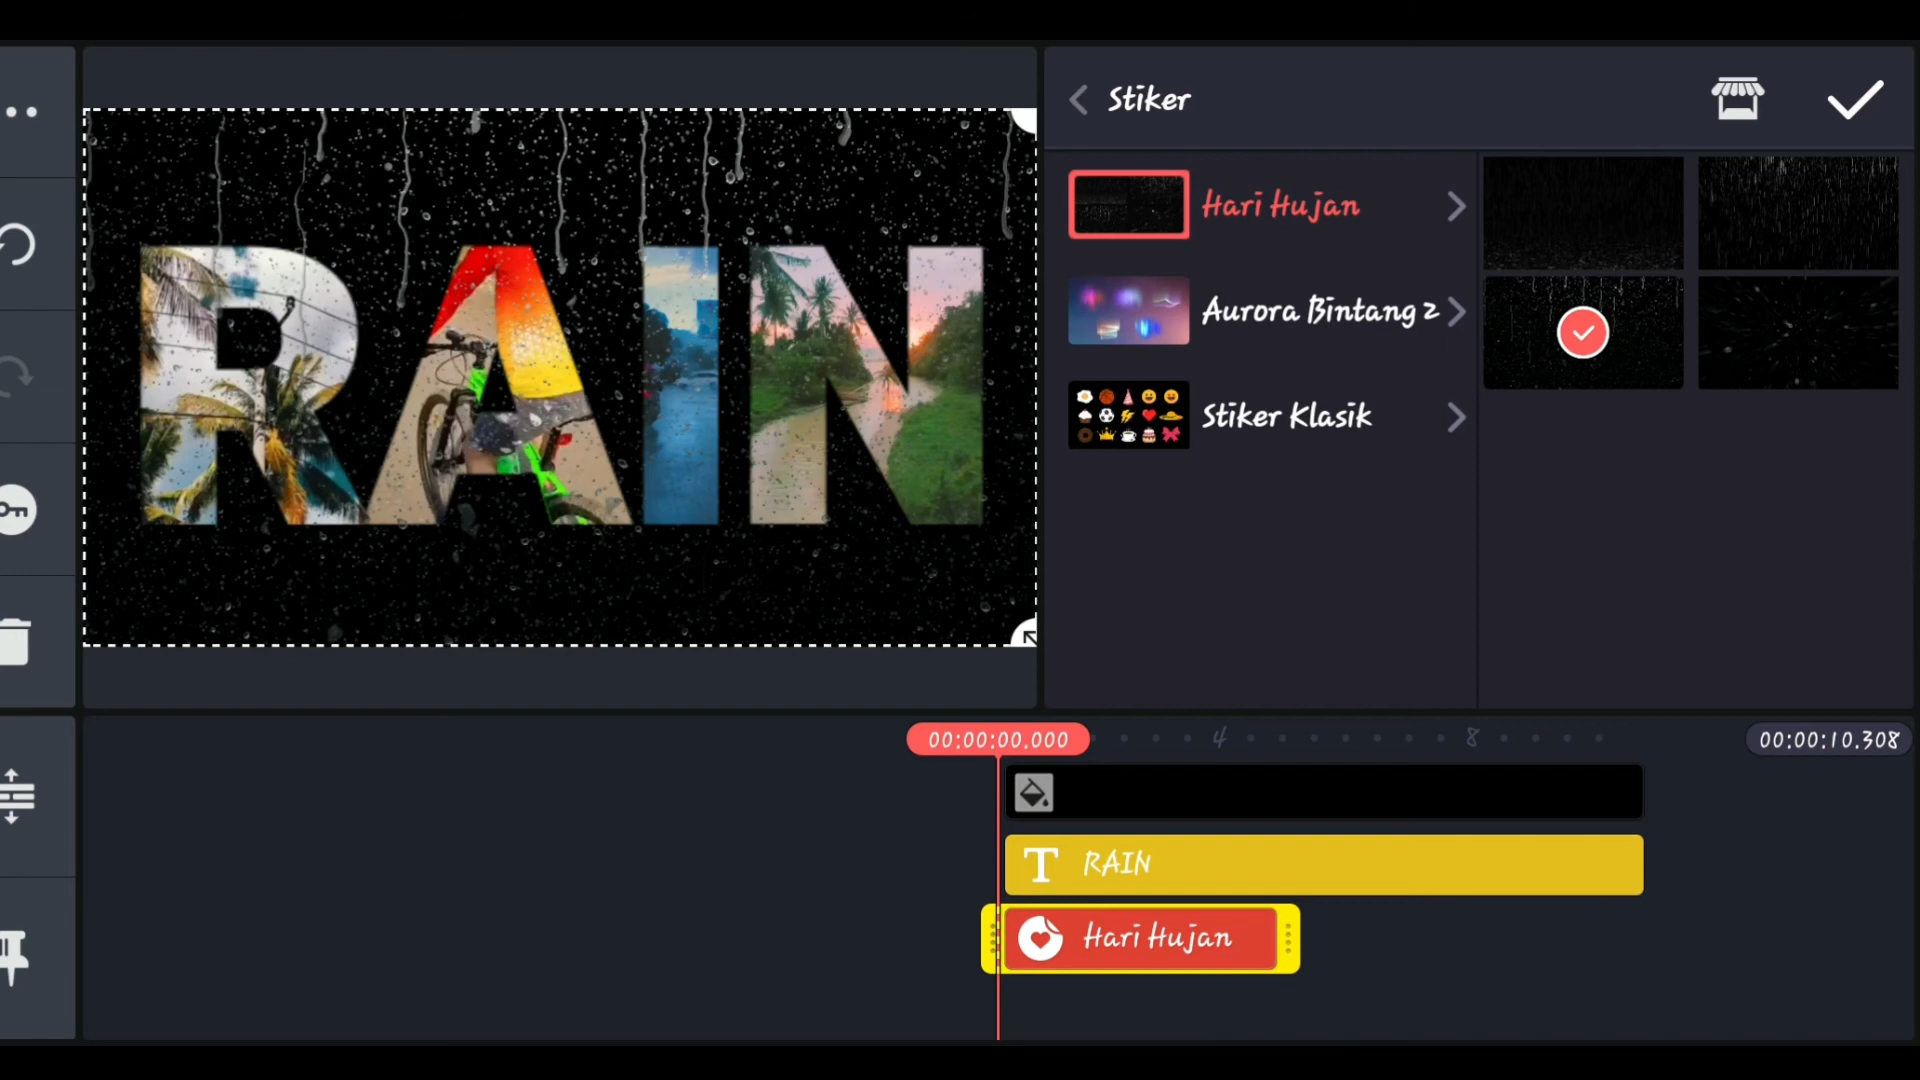 Stiker
Hari Hujan
Aurora Bintang 2
Stiker Klasik
RAIN
00:00:00.000
4
8
00:00:10.308
RAIN
Hari Hujan